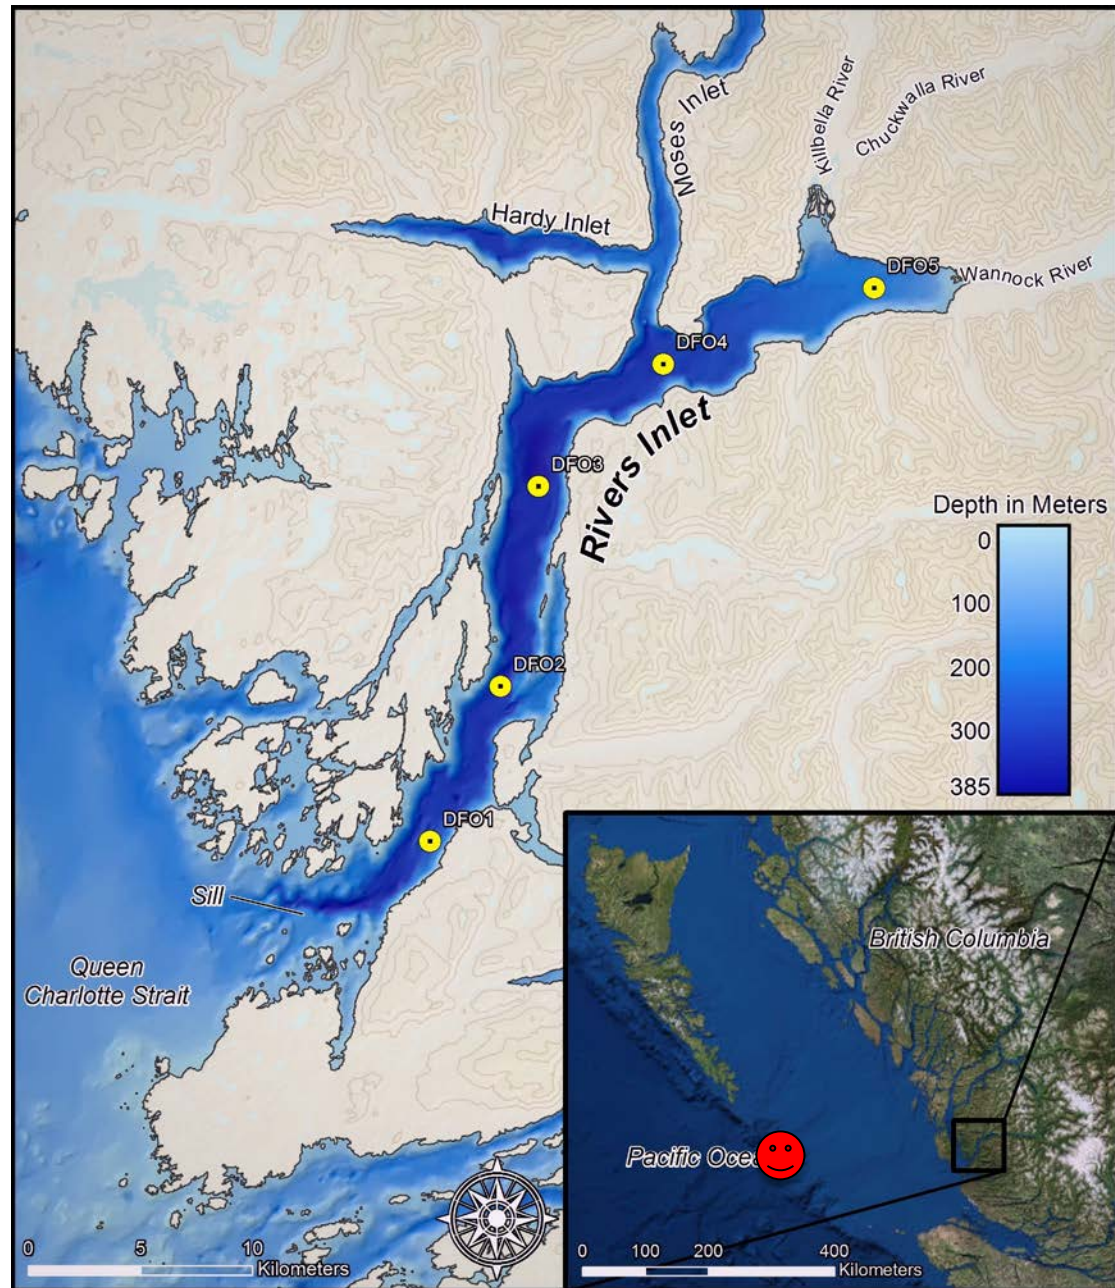 Moses Inlet
Killbella River
Chuckwalla River
Hardy Inlet
DFO5
Wannock River
DFO4
Rivers Inlet
DFO3
Depth in Meters
0
100
200
300
385
DFO2
DFO1
Sill
Queen
Charlotte Strait
British Columbia
Pacific Ocea
0 5 10
Kilometers
0 100 200 400
Kilometers